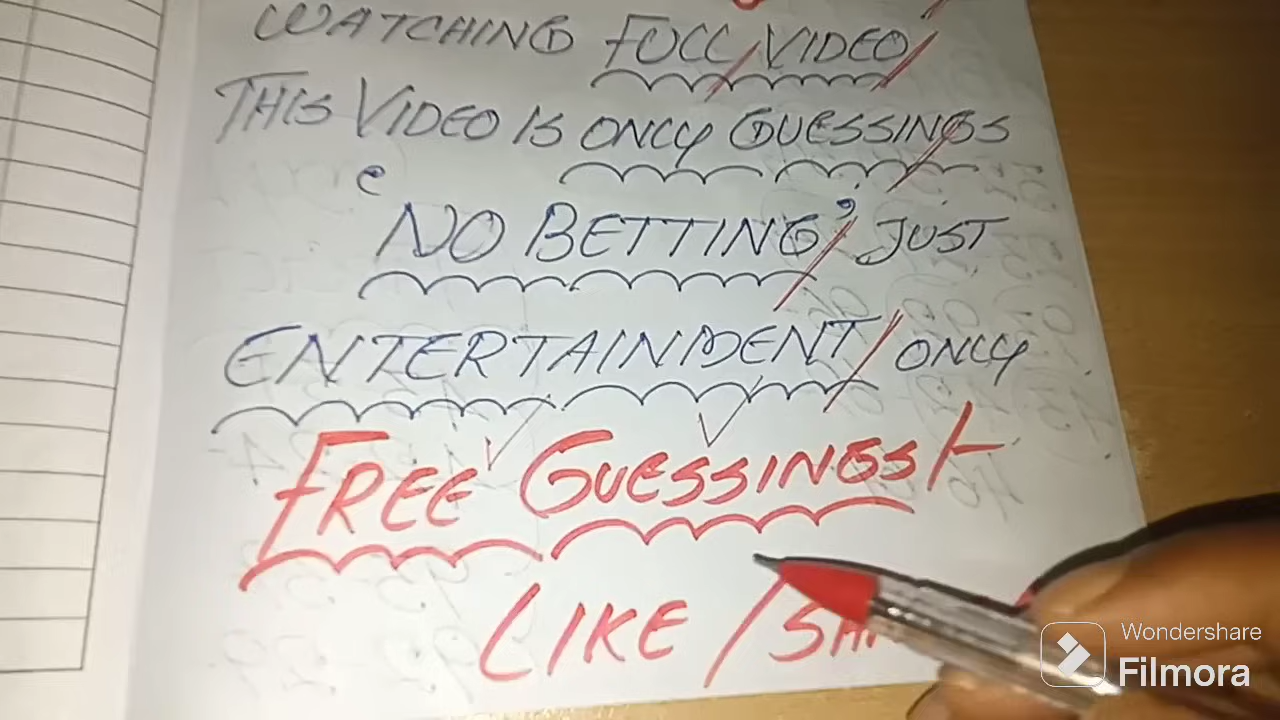 WATCHING FULL/VIDEO/
THIS VIDEO IS ONLY GUESSINGS
NO BETTING, JUST
ENTERTAINMENT/ONLY
FREE GUESSINGS
LIKE /
Wondershare
Filmora